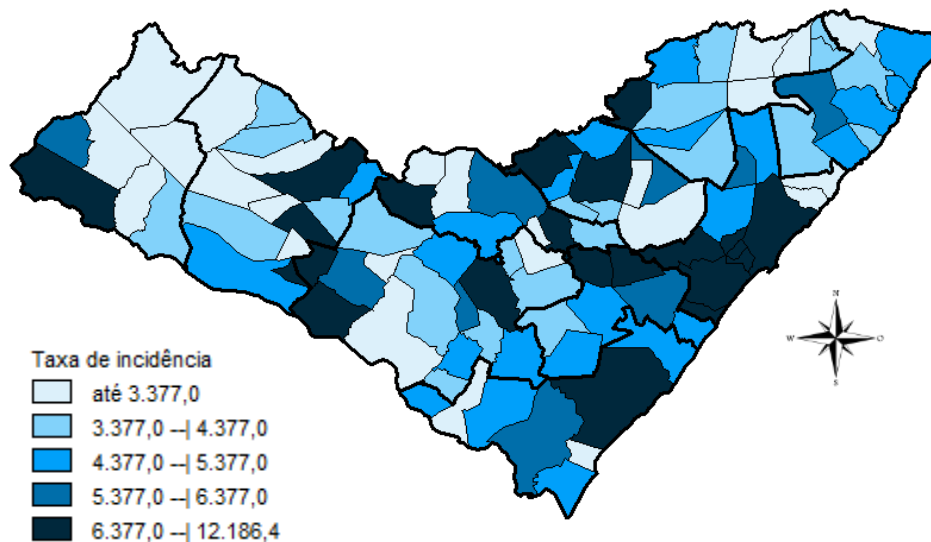 N
W
O
S
Taxa de incidência
até 3.377,0
3.377,0 --| 4.377,0
4.377,0 --| 5.377,0
5.377,0 --| 6.377,0
6.377,0 --| 12.186,4